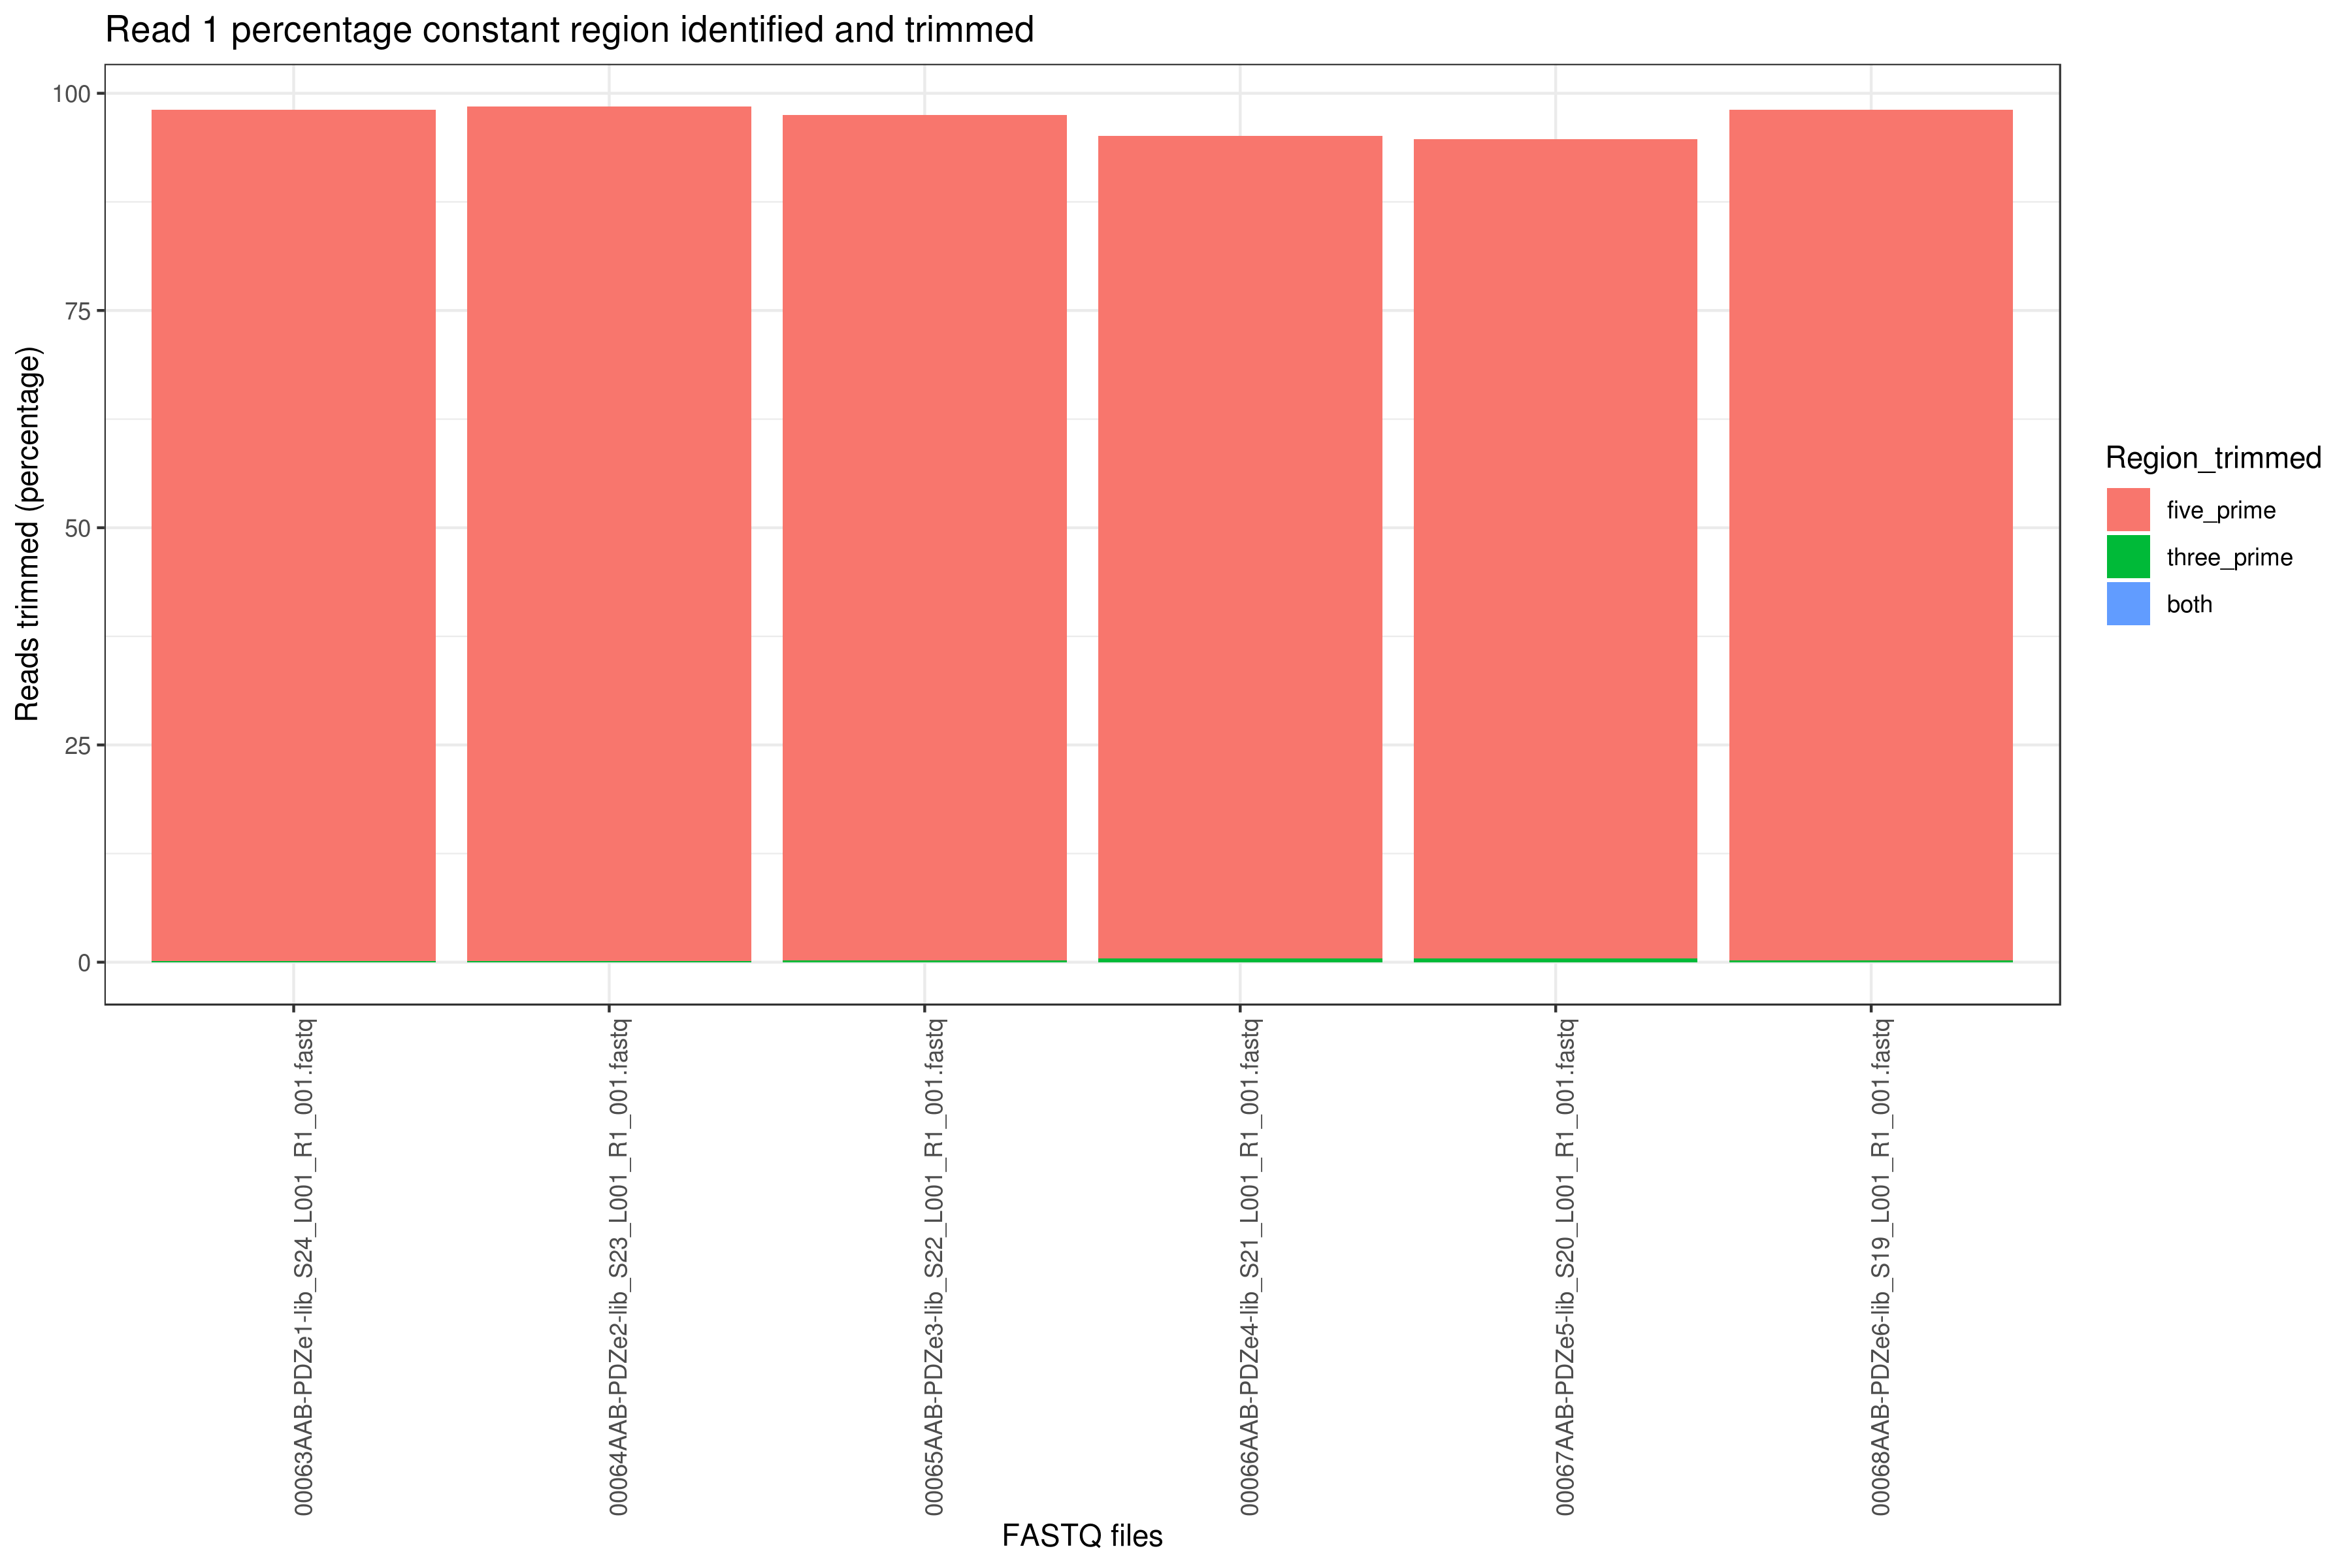 Read 1 percentage constant region identified and trimmed
Reads trimmed (percentage)
100
75
50
25
0
00063AAB-PDZe1-lib_S24_L001_R1_001.fastq
00064AAB-PDZe2-lib_S23_L001_R1_001.fastq
00065AAB-PDZe3-lib_S22_L001_R1_001.fastq
00066AAB-PDZe4-lib_S21_L001_R1_001.fastq
00067AAB-PDZe5-lib_S20_L001_R1_001.fastq
00068AAB-PDZe6-lib_S19_L001_R1_001.fastq
FASTQ files
Region_trimmed
five_prime
three_prime
both